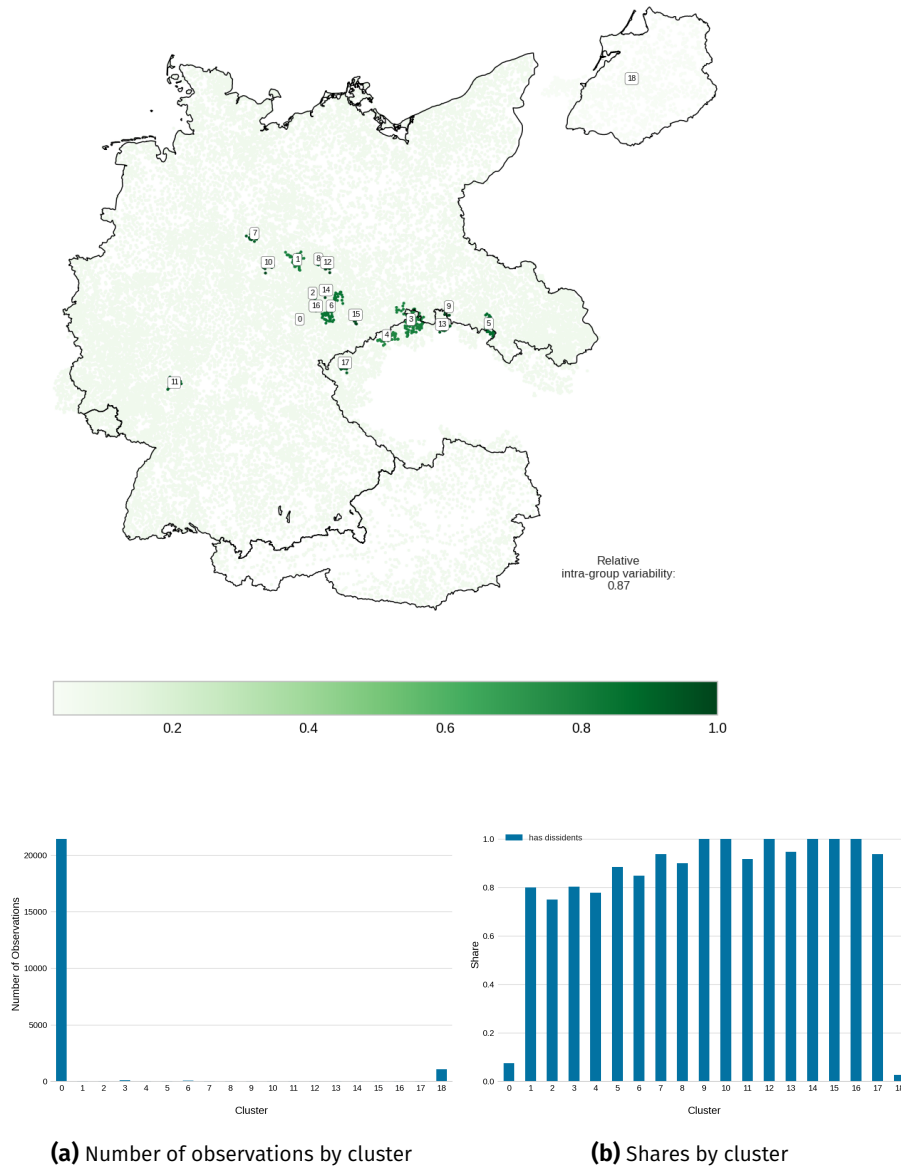 18
7
1
8
12
10
2
14
16
6
0
15
9
3
13
5
4
17
11
Relative
intra-group variability:
0.87
0.2 0.4 0.6 0.8 1.0
Number of Observations
20000
15000
10000
5000
0
0 1 2 3 4 5 6 7 8 9 10 11 12 13 14 15 16 17 18
Cluster
(a) Number of observations by cluster
has dissidents
Share
1.0
0.8
0.6
0.4
0.2
0.0
0 1 2 3 4 5 6 7 8 9 10 11 12 13 14 15 16 17
Cluster
(b) Shares by cluster